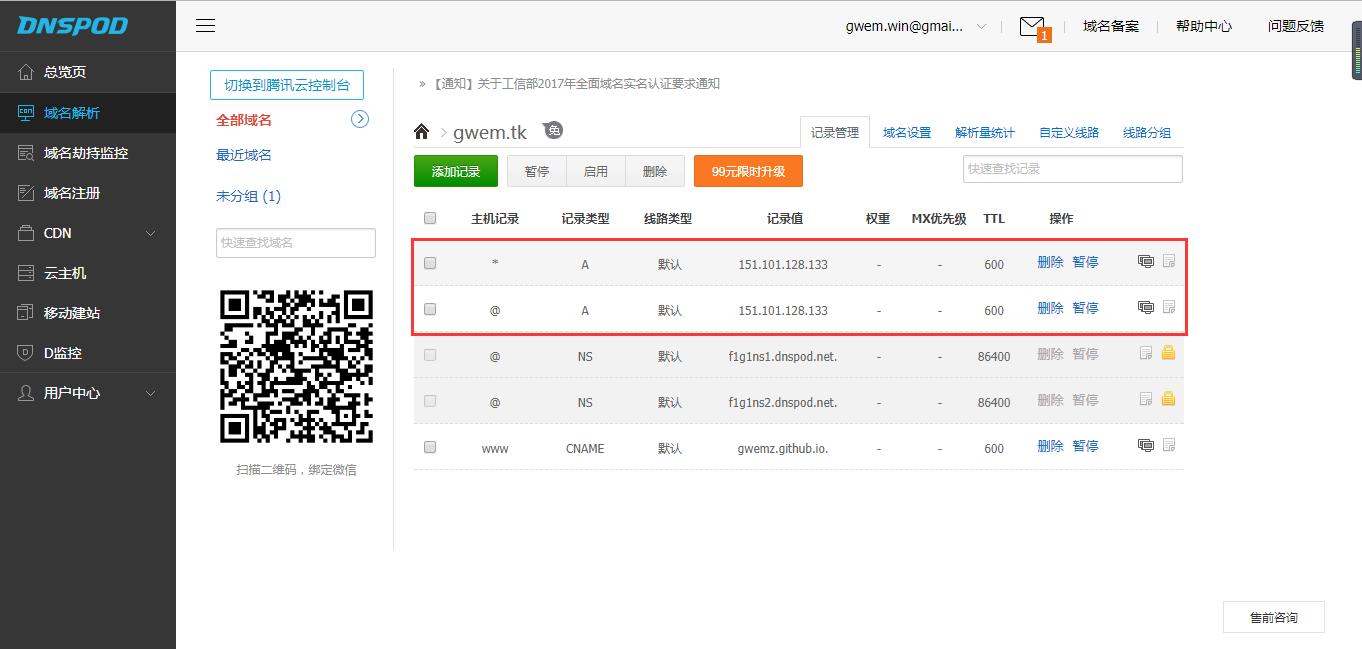 DNSPOD
gwem.win@gmai...
1
域名备案
帮助中心
问题反馈
总览页
域名解析
域名劫持监控
域名注册
CDN
云主机
移动建站
D监控
用户中心
切换到腾讯云控制台
全部域名
最近域名
未分组 (1)
快速查找域名
扫描二维码，绑定微信
» 【通知】关于工信部2017年全面域名实名认证要求通知
gwem.tk 免
记录管理 域名设置 解析量统计 自定义线路 线路分组
添加记录 暂停 启用 删除 99元限时升级 快速查找记录
主机记录 记录类型 线路类型 记录值 权重 MX优先级 TTL 操作
* A 默认 151.101.128.133 - - 600 删除 暂停
@ A 默认 151.101.128.133 - - 600 删除 暂停
@ NS 默认 f1g1ns1.dnspod.net. - - 86400 删除 暂停
@ NS 默认 f1g1ns2.dnspod.net. - - 86400 删除 暂停
www CNAME 默认 gwemz.github.io. - - 600 删除 暂停
售前咨询